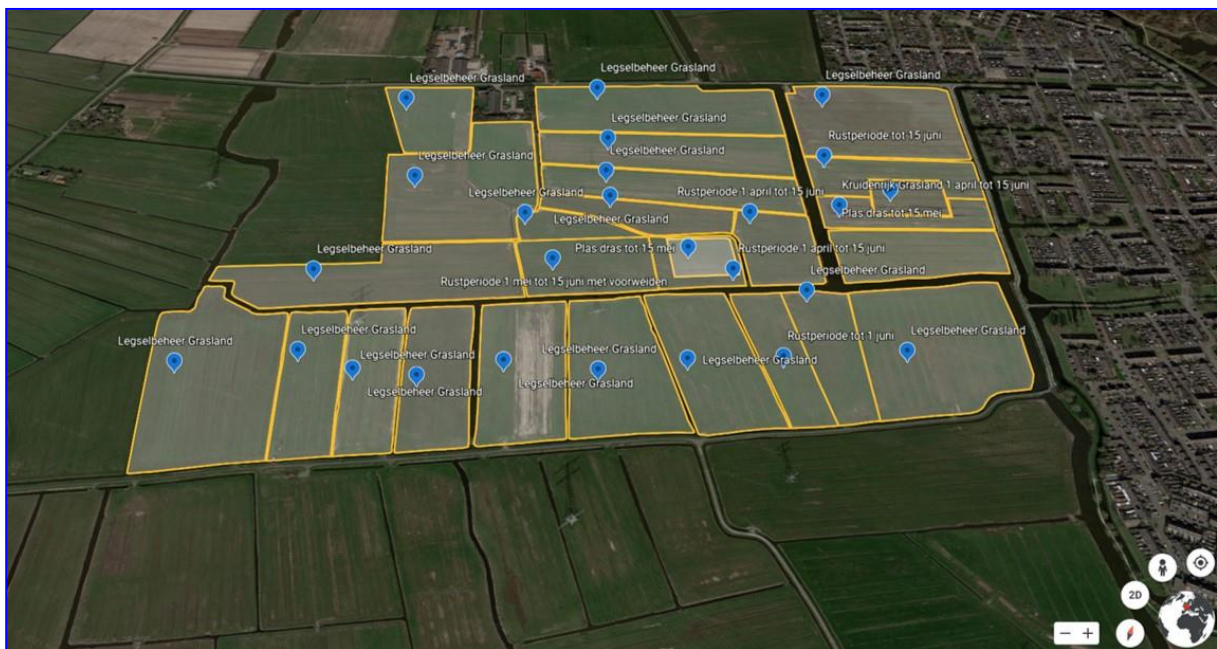 Legselbeheer Grasland
Legselbeheer Grasland
Legselbeheer Grasland
Legselbeheer Grasland
Rustperiode tot 15 juni
Legselbeheer Grasland
Legselbeheer Grasland
Kruidenrijk Grasland 1 april tot 15 juni
Legselbeheer Grasland
Rustperiode 1 april tot 15 juni
Plas dras tot 15 mei
Legselbeheer Grasland
Legselbeheer Grasland
Plas dras tot 15 mei
Rustperiode 1 april tot 15 juni
Legselbeheer Grasland
Rustperiode 1 mei tot 15 juni met voorweiden
Legselbeheer Grasland
Legselbeheer Grasland
Rustperiode tot 1 juni
Legselbeheer Grasland
Legselbeheer Grasland
Legselbeheer Grasland
Legselbeheer Grasland
Legselbeheer Grasland
Legselbeheer Grasland
2D